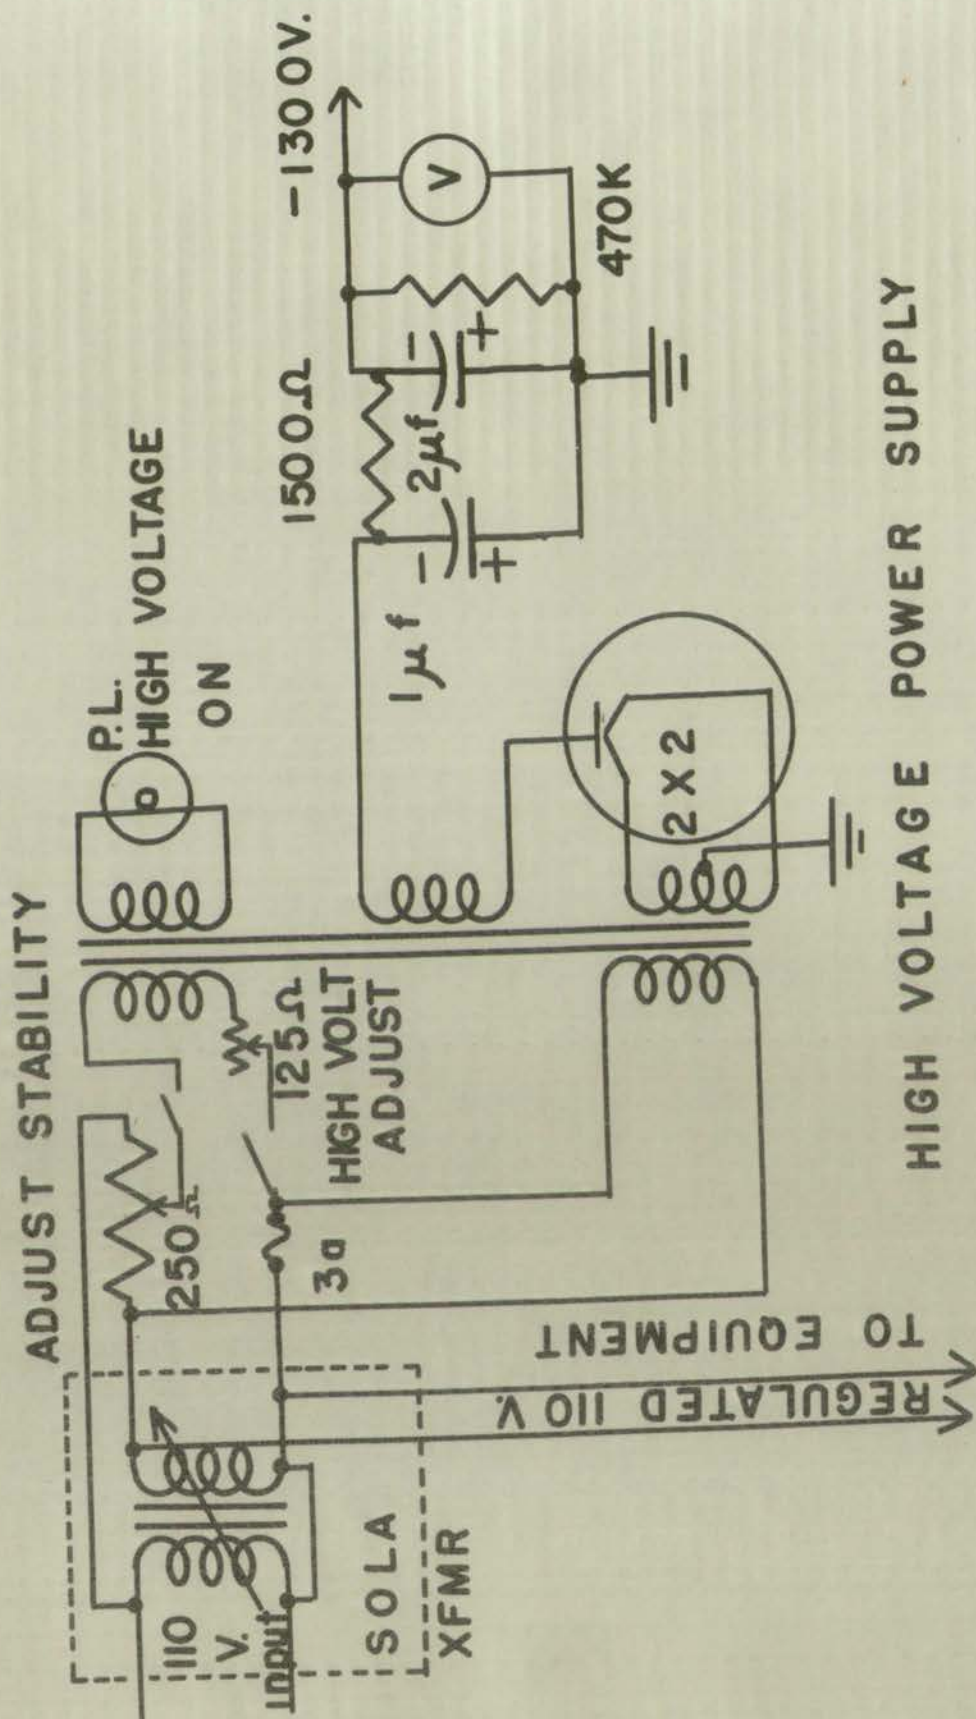 ADJUST STABILITY
P.L.
HIGH VOLTAGE
ON
-1300V.
1500Ω
250Ω
125Ω
HIGH VOLT
ADJUST
3a
1μf
2μf
-
+
-
+
V
470K
2X2
110
V.
Input
SOLA
XFMR
REGULATED 110 V.
TO EQUIPMENT
HIGH VOLTAGE POWER SUPPLY